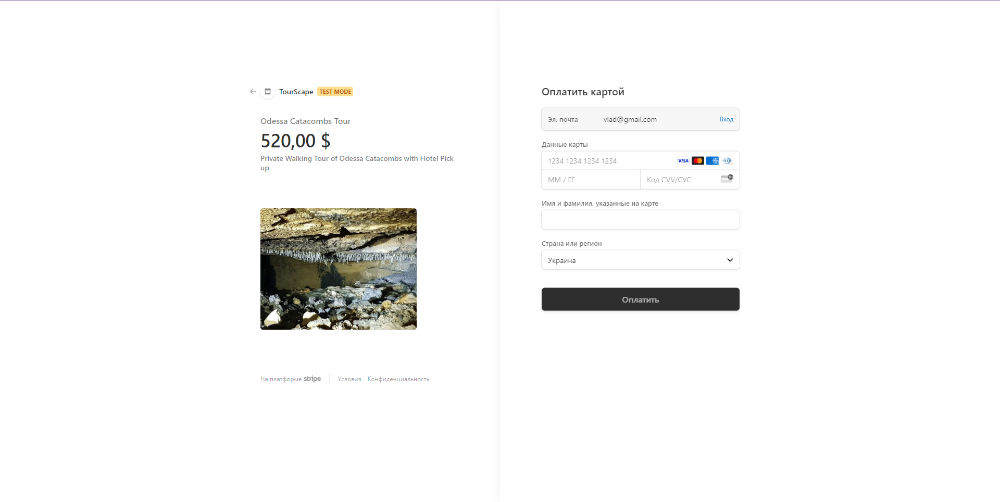 TourScape TEST MODE
Odessa Catacombs Tour
520,00 $
Private Walking Tour of Odessa Catacombs with Hotel Pick
up
На платформе stripe Условия Конфиденциальность
Оплатить картой
Эл. почта vlad@gmail.com Вход
Данные карты
1234 1234 1234 1234 VISA
ММ / ГГ Код CVV/CVC
Имя и фамилия, указанные на карте
Страна или регион
Украина
Оплатить